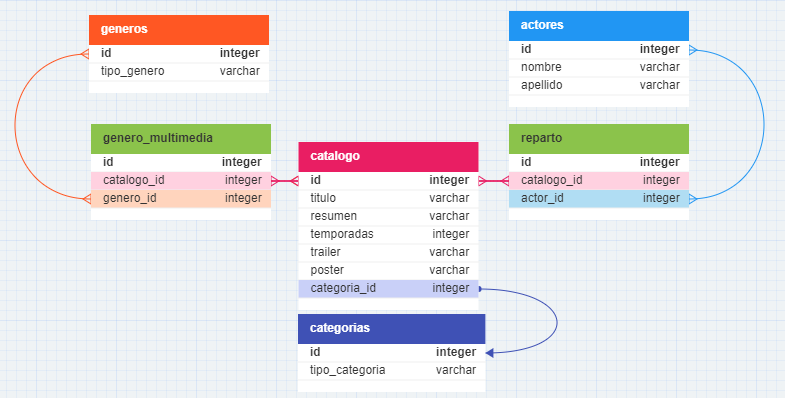 generos
id integer
tipo_genero varchar
actores
id integer
nombre varchar
apellido varchar
genero_multimedia
id integer
catalogo_id integer
genero_id integer
catalogo
id integer
titulo varchar
resumen varchar
temporadas integer
trailer varchar
poster varchar
categoria_id integer
reparto
id integer
catalogo_id integer
actor_id integer
categorias
id integer
tipo_categoria varchar